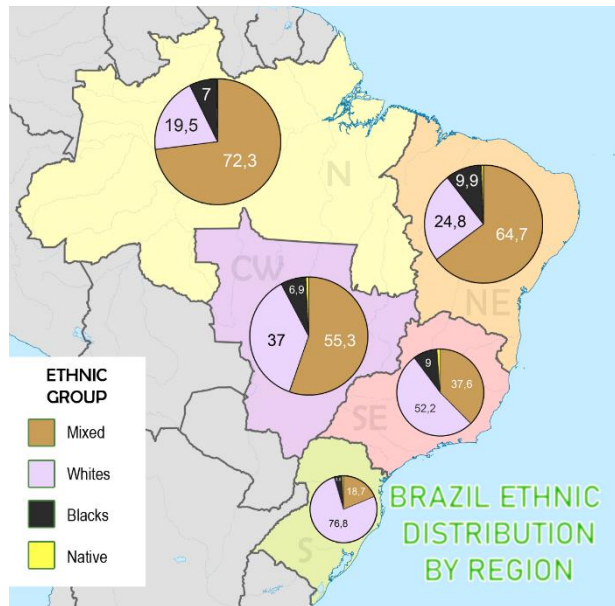 7
19,5
72,3
N
9,9
24,8
64,7
NE
CW
6,9
37
55,3
9
37,6
52,2
SE
18,7
76,8
S
ETHNIC
GROUP
Mixed
Whites
Blacks
Native
BRAZIL ETHNIC
DISTRIBUTION
BY REGION